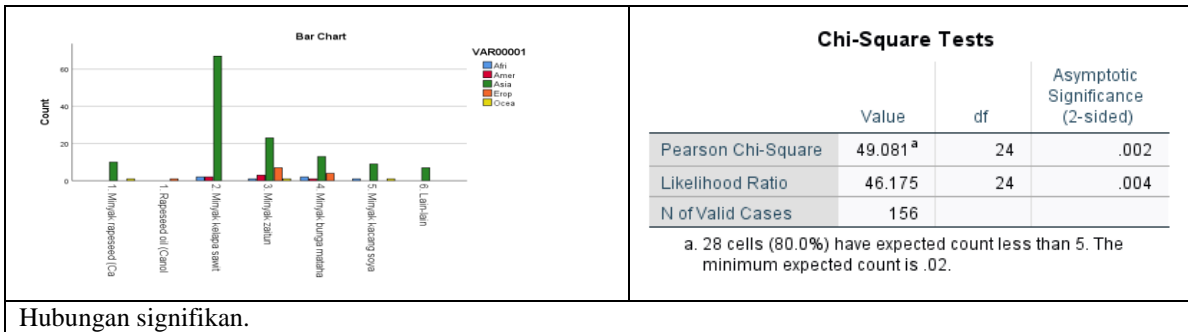 Bar Chart
VAR00001
Afri
Amer
Asia
Erop
Ocea
Count
60
40
20
0
1. Minyak rapeseed (Ca
1.Rapeseed oil (Canol
2. Minyak kelapa sawit
3. Minyak zaitun
4. Minyak bunga mataha
5. Minyak kacang soya
6. Lain-lain
Chi-Square Tests
Value df Asymptotic Significance (2-sided)
Pearson Chi-Square 49.081a 24 .002
Likelihood Ratio 46.175 24 .004
N of Valid Cases 156
a. 28 cells (80.0%) have expected count less than 5. The
minimum expected count is .02.
Hubungan signifikan.